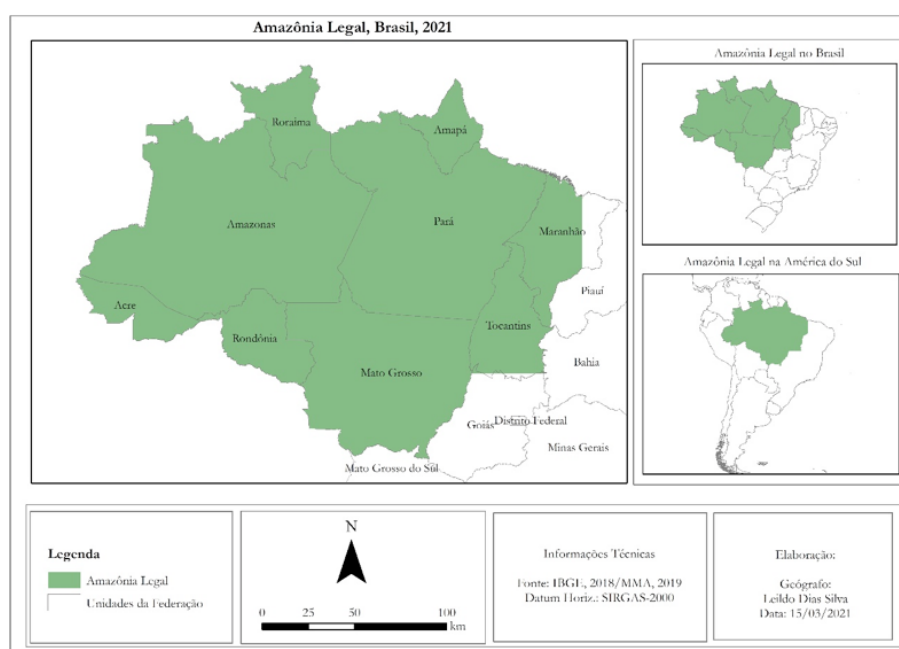 Amazônia Legal, Brasil, 2021
Roraima
Amapá
Amazonas
Pará
Maranhão
Acre
Rondônia
Tocantins
Piauí
Mato Grosso
Bahia
Goiás
Distrito Federal
Minas Gerais
Mato Grosso do Sul
Amazônia Legal no Brasil
Amazônia Legal na América do Sul
Legenda
Amazônia Legal
Unidades da Federação
N
0 25 50 100
km
Informações Técnicas
Fonte: IBGE, 2018/MMA, 2019
Datum Horiz.: SIRGAS-2000
Elaboração:
Geógrafo:
Leildo Dias Silva
Data: 15/03/2021